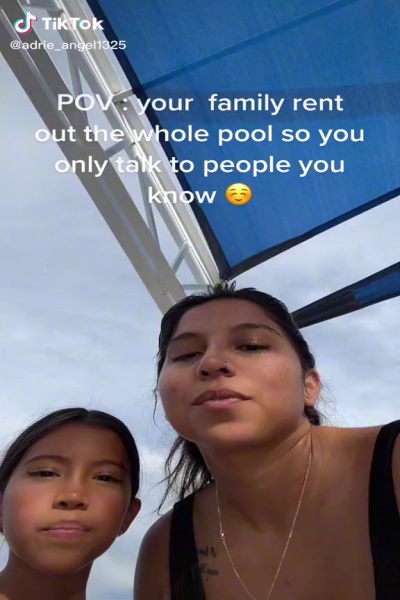 TikTok
@adrie_angel1325
POV : your family rent
out the whole pool so you
only talk to people you
know ☺️